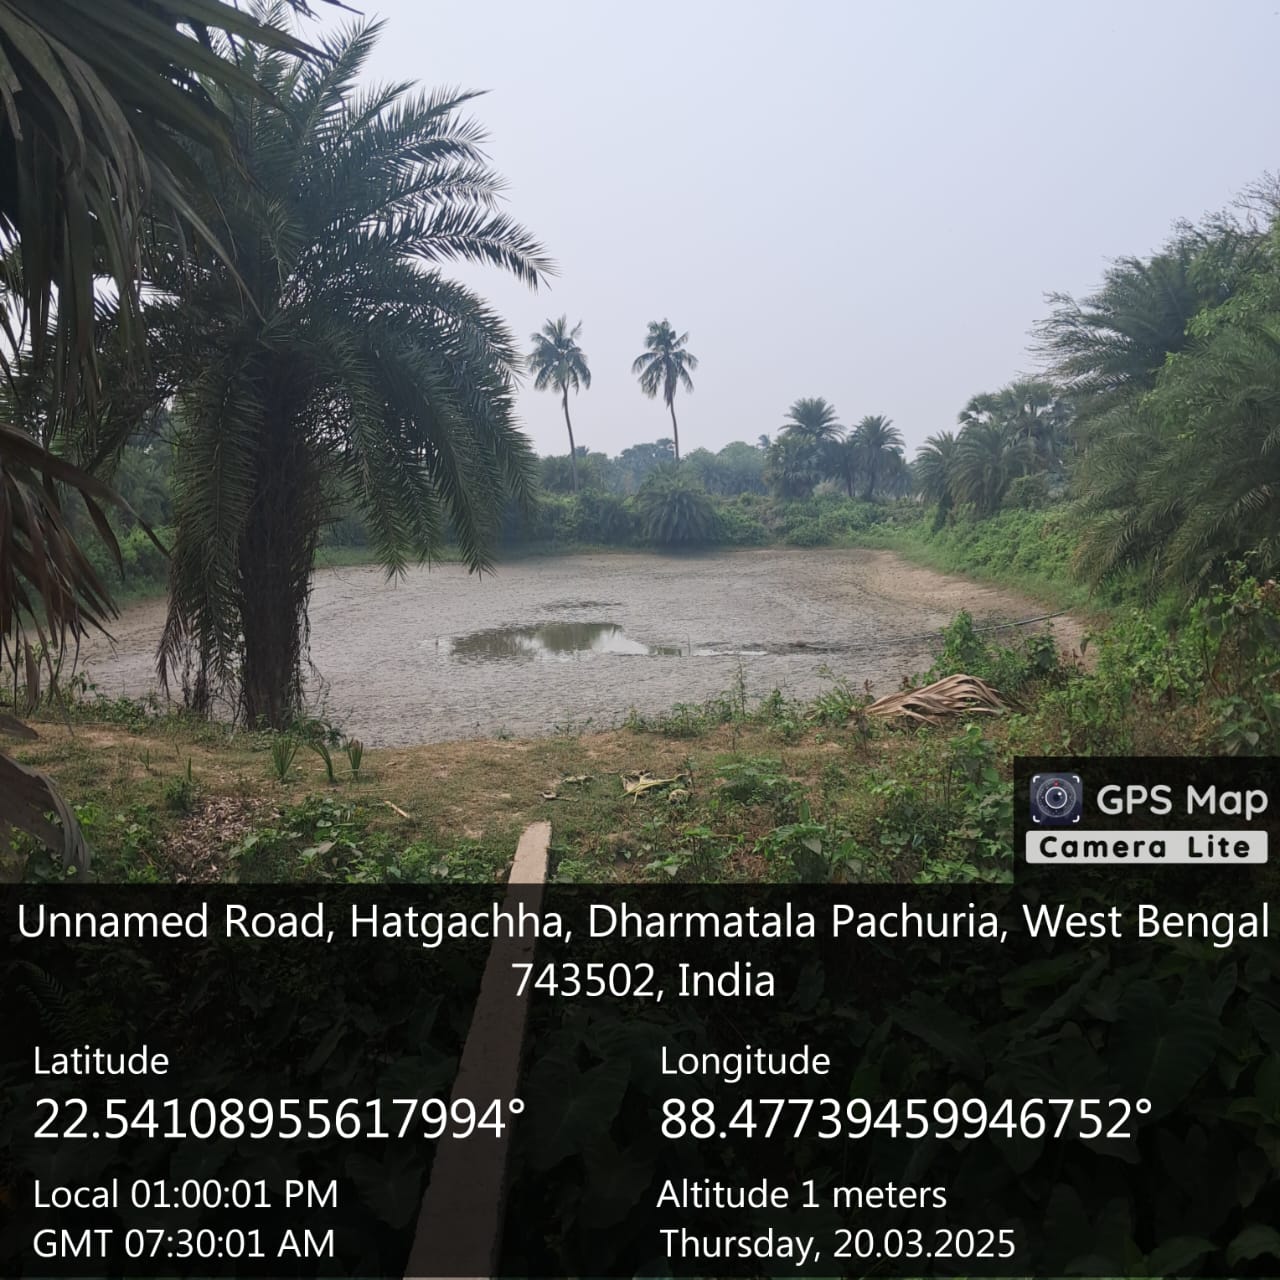 GPS Map
Camera Lite
Unnamed Road, Hatgachha, Dharmatala Pachuria, West Bengal
743502, India
Latitude
22.54108955617994°
Longitude
88.47739459946752°
Local 01:00:01 PM
GMT 07:30:01 AM
Altitude 1 meters
Thursday, 20.03.2025